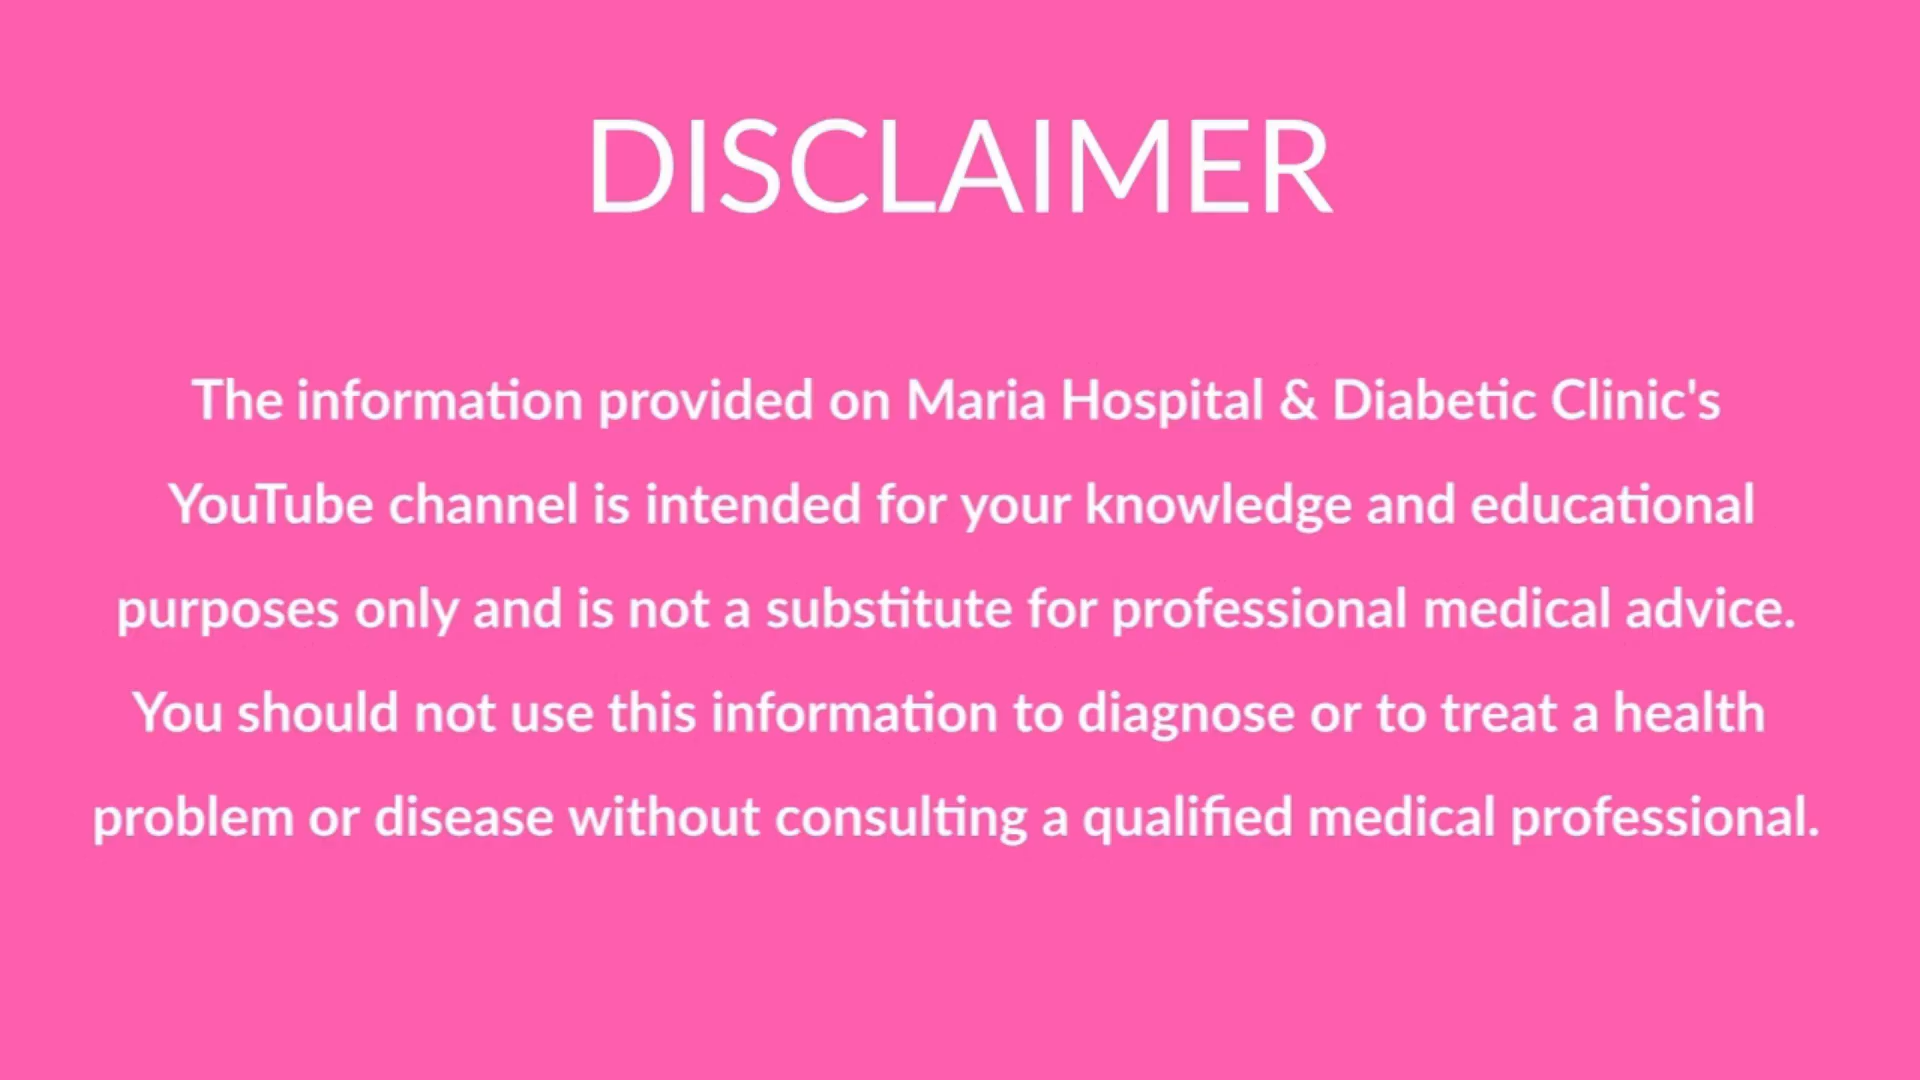 DISCLAIMER
The information provided on Maria Hospital & Diabetic Clinic's
YouTube channel is intended for your knowledge and educational
purposes only and is not a substitute for professional medical advice.
You should not use this information to diagnose or to treat a health
problem or disease without consulting a qualified medical professional.